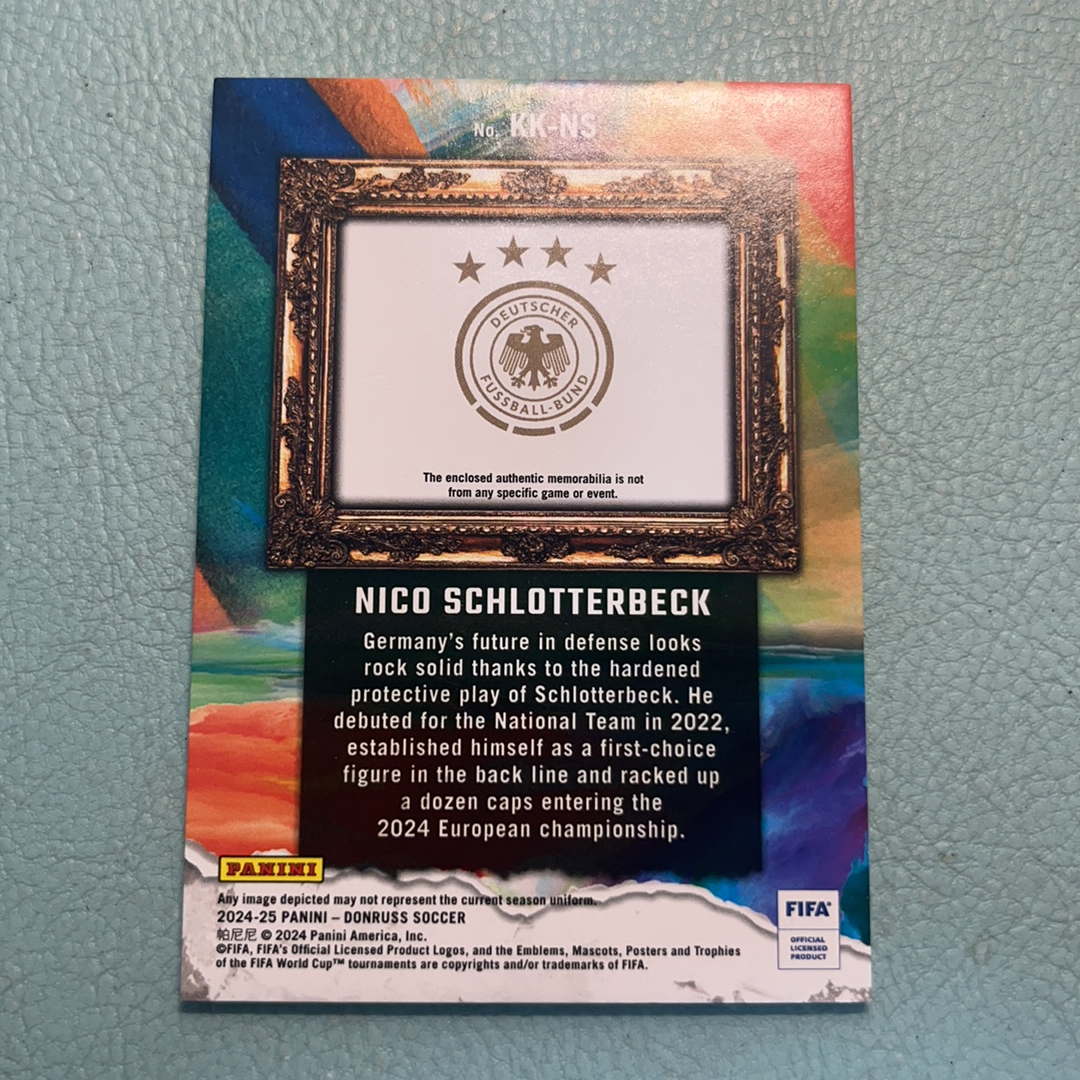 No. KK-NS
DEUTSCHER
FUSSBALL-BUND
The enclosed authentic memorabilia is not
from any specific game or event.
NICO SCHLOTTERBECK
Germany's future in defense looks
rock solid thanks to the hardened
protective play of Schlotterbeck. He
debuted for the National Team in 2022,
established himself as a first-choice
figure in the back line and racked up
a dozen caps entering the
2024 European championship.
PANINI
Any image depicted may not represent the current season uniform.
2024-25 PANINI – DONRUSS SOCCER
帕尼尼 © 2024 Panini America, Inc.
©FIFA, FIFA's Official Licensed Product Logos, and the Emblems, Mascots, Posters and Trophies
of the FIFA World Cup™ tournaments are copyrights and/or trademarks of FIFA.
FIFA®
OFFICIAL
LICENSED
PRODUCT